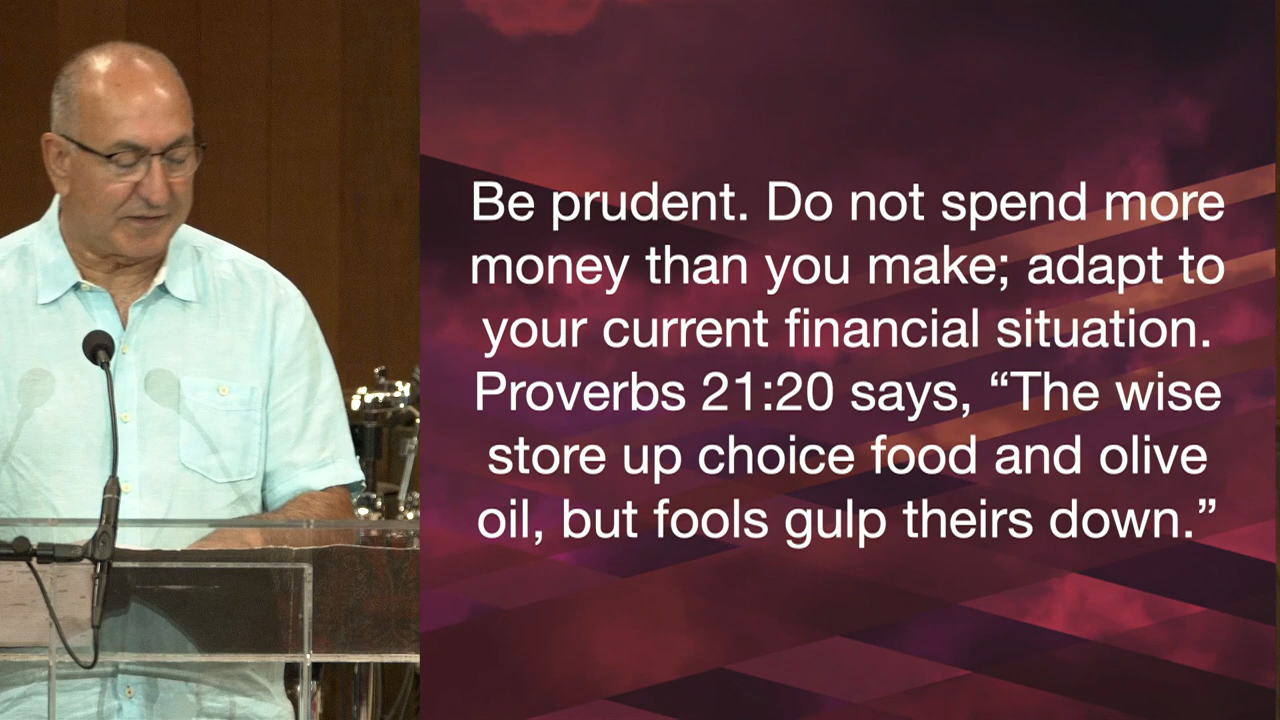 Be prudent. Do not spend more
money than you make; adapt to
your current financial situation.
Proverbs 21:20 says, “The wise
store up choice food and olive
oil, but fools gulp theirs down.”